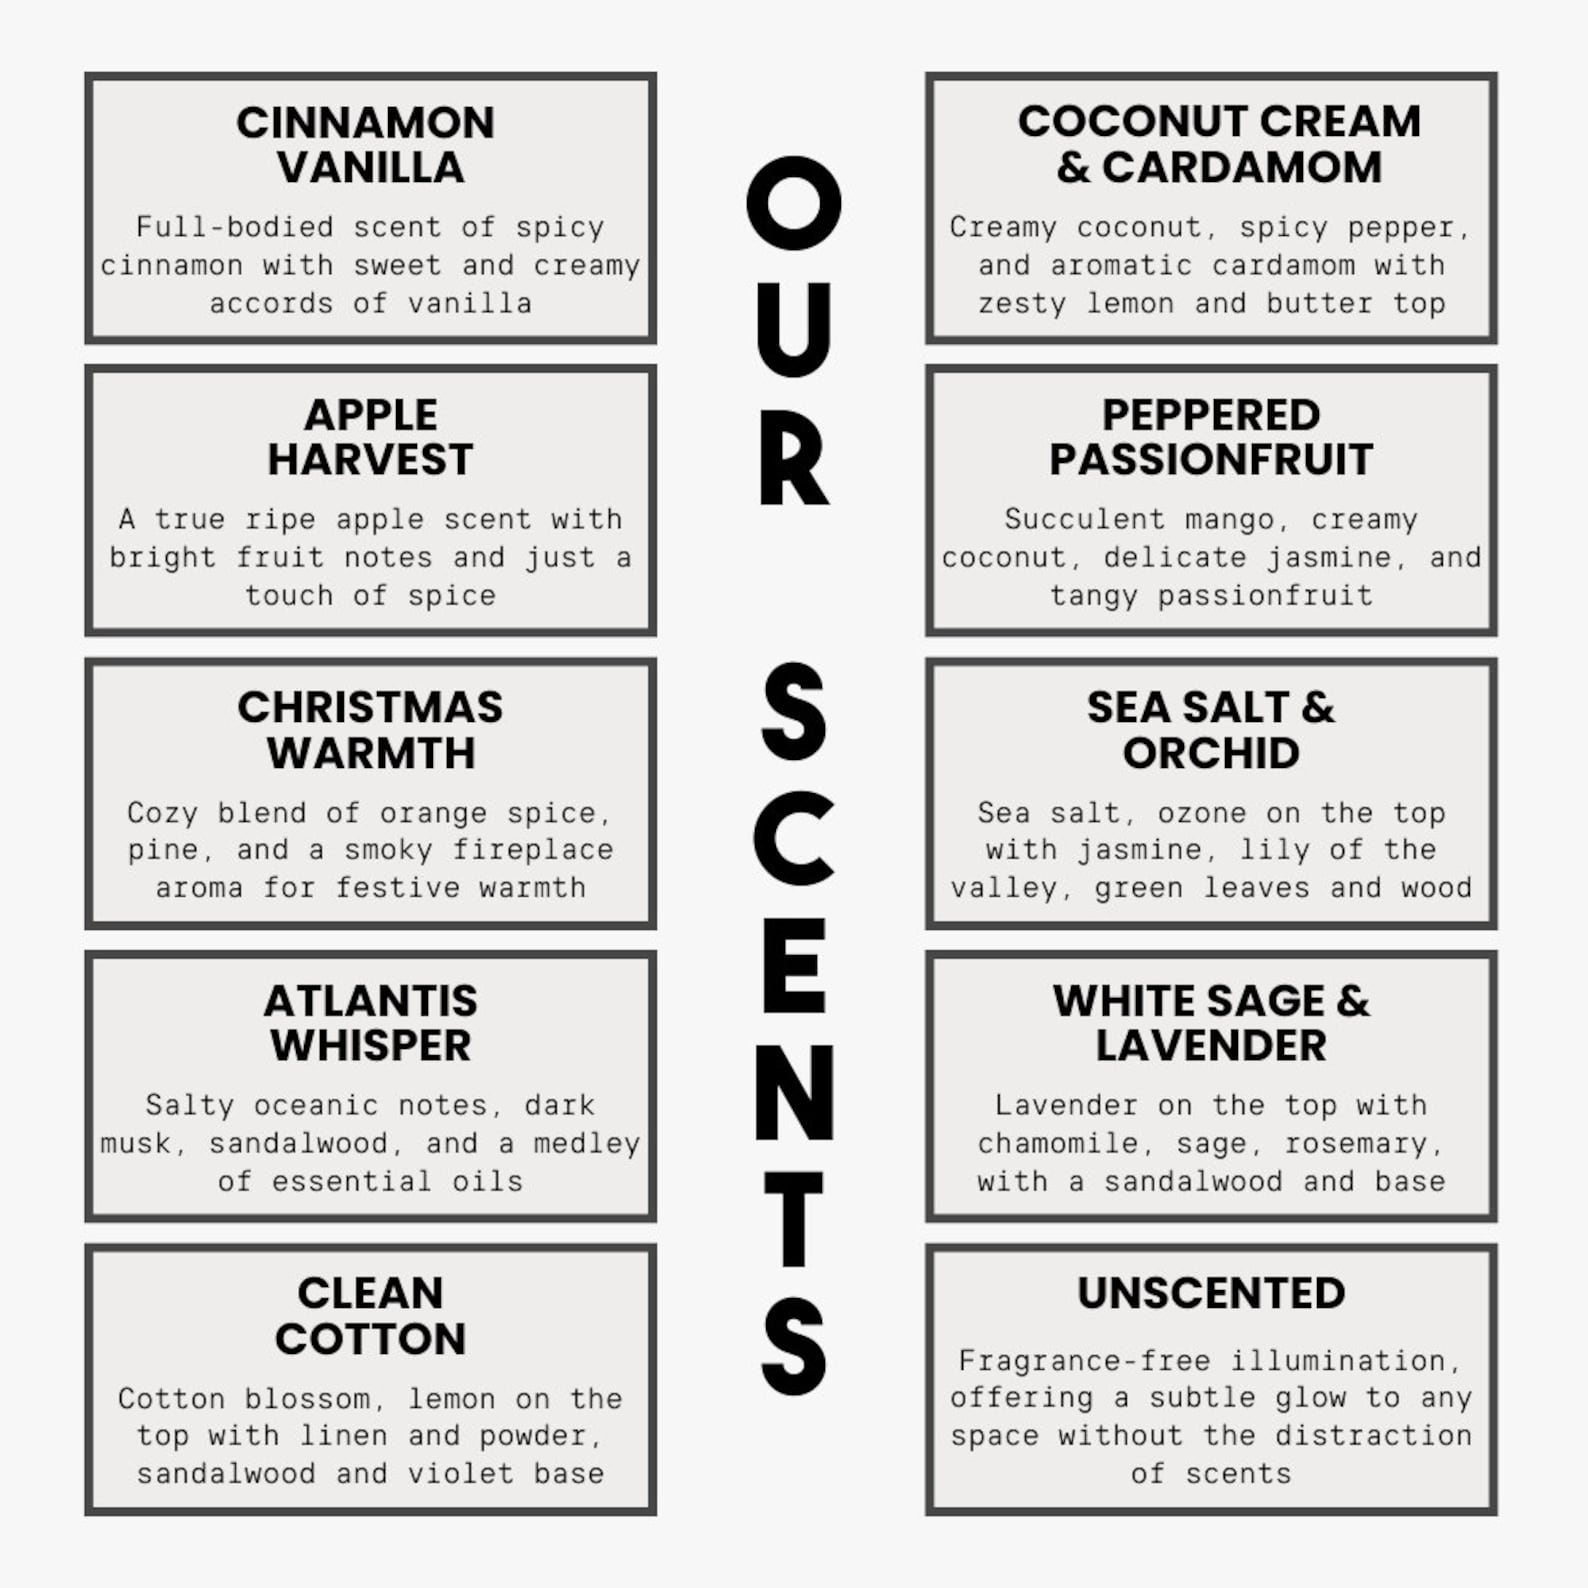 CINNAMON
VANILLA
Full-bodied scent of spicy
cinnamon with sweet and creamy
accords of vanilla
APPLE
HARVEST
A true ripe apple scent with
bright fruit notes and just a
touch of spice
CHRISTMAS
WARMTH
Cozy blend of orange spice,
pine, and a smoky fireplace
aroma for festive warmth
ATLANTIS
WHISPER
Salty oceanic notes, dark
musk, sandalwood, and a medley
of essential oils
CLEAN
COTTON
Cotton blossom, lemon on the
top with linen and powder,
sandalwood and violet base
OUR SCENTS
COCONUT CREAM
& CARDAMOM
Creamy coconut, spicy pepper,
and aromatic cardamom with
zesty lemon and butter top
PEPPERED
PASSIONFRUIT
Succulent mango, creamy
coconut, delicate jasmine, and
tangy passionfruit
SEA SALT &
ORCHID
Sea salt, ozone on the top
with jasmine, lily of the
valley, green leaves and wood
WHITE SAGE &
LAVENDER
Lavender on the top with
chamomile, sage, rosemary,
with a sandalwood and base
UNSCENTED
Fragrance-free illumination,
offering a subtle glow to any
space without the distraction
of scents